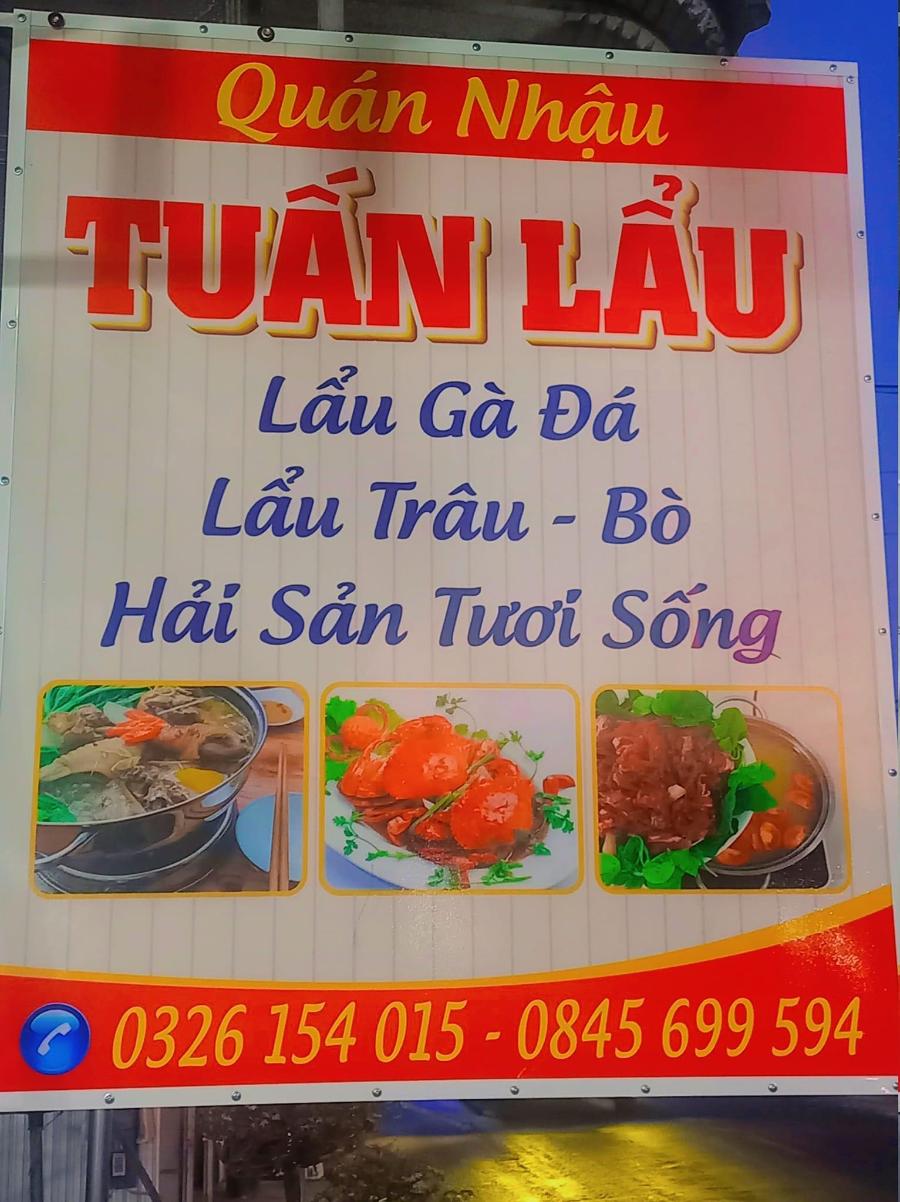 Quán Nhậu
TUẤN LẨU
Lẩu Gà Đá
Lẩu Trâu - Bò
Hải Sản Tươi Sống
0326 154 015 - 0845 699 594